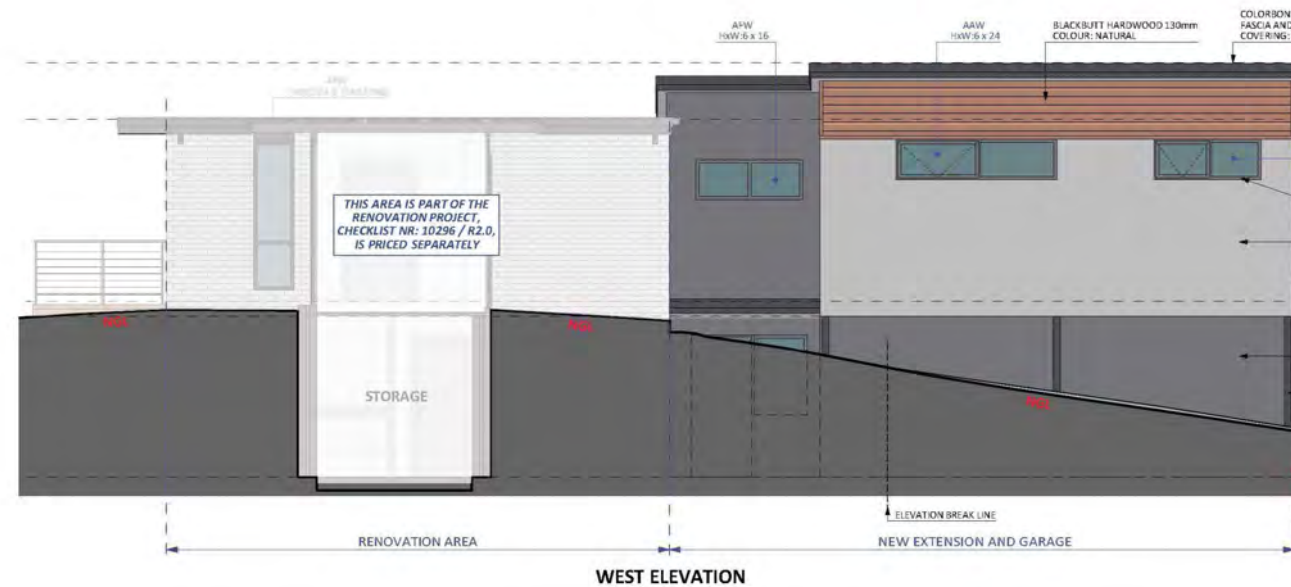 COLORBON
FASCIA AND
COVERING:
AFW
HxW:6 x 16
AAW
HxW:6 x 24
BLACKBUTT HARDWOOD 130mm
COLOUR: NATURAL
THIS AREA IS PART OF THE
RENOVATION PROJECT,
CHECKLIST NR: 10296 / R2.0,
IS PRICED SEPARATELY
NGL
NGL
NGL
STORAGE
ELEVATION BREAK LINE
RENOVATION AREA
NEW EXTENSION AND GARAGE
WEST ELEVATION